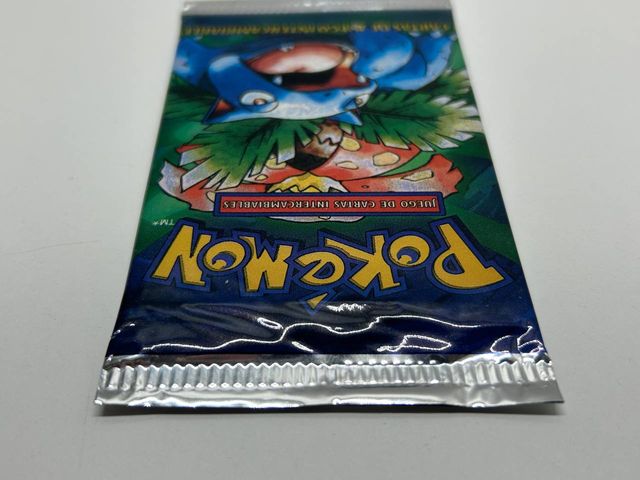 POKéMON
TM
JUEGO DE CARTAS INTERCAMBIABLES